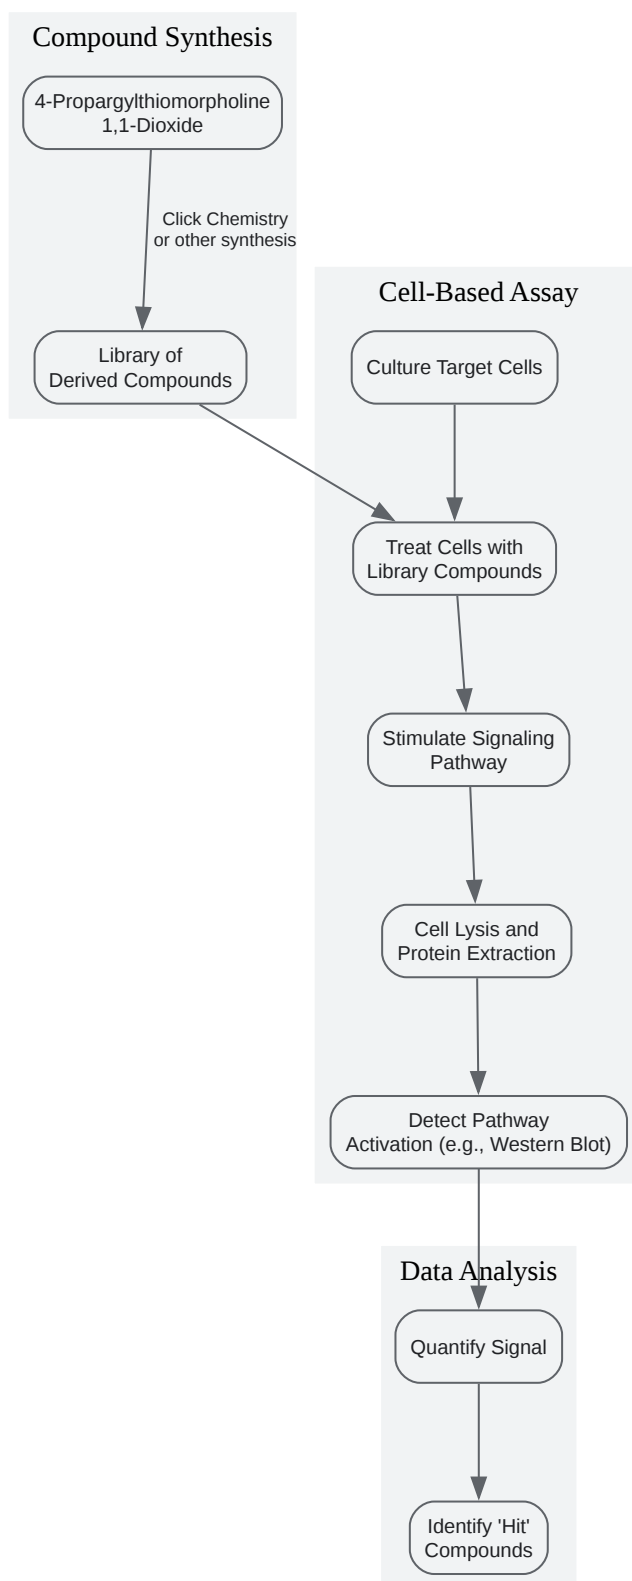 Compound Synthesis
4-Propargylthiomorpholine
1,1-Dioxide
Click Chemistry
or other synthesis
Library of
Derived Compounds
Cell-Based Assay
Culture Target Cells
Treat Cells with
Library Compounds
Stimulate Signaling
Pathway
Cell Lysis and
Protein Extraction
Detect Pathway
Activation (e.g., Western Blot)
Data Analysis
Quantify Signal
Identify 'Hit'
Compounds